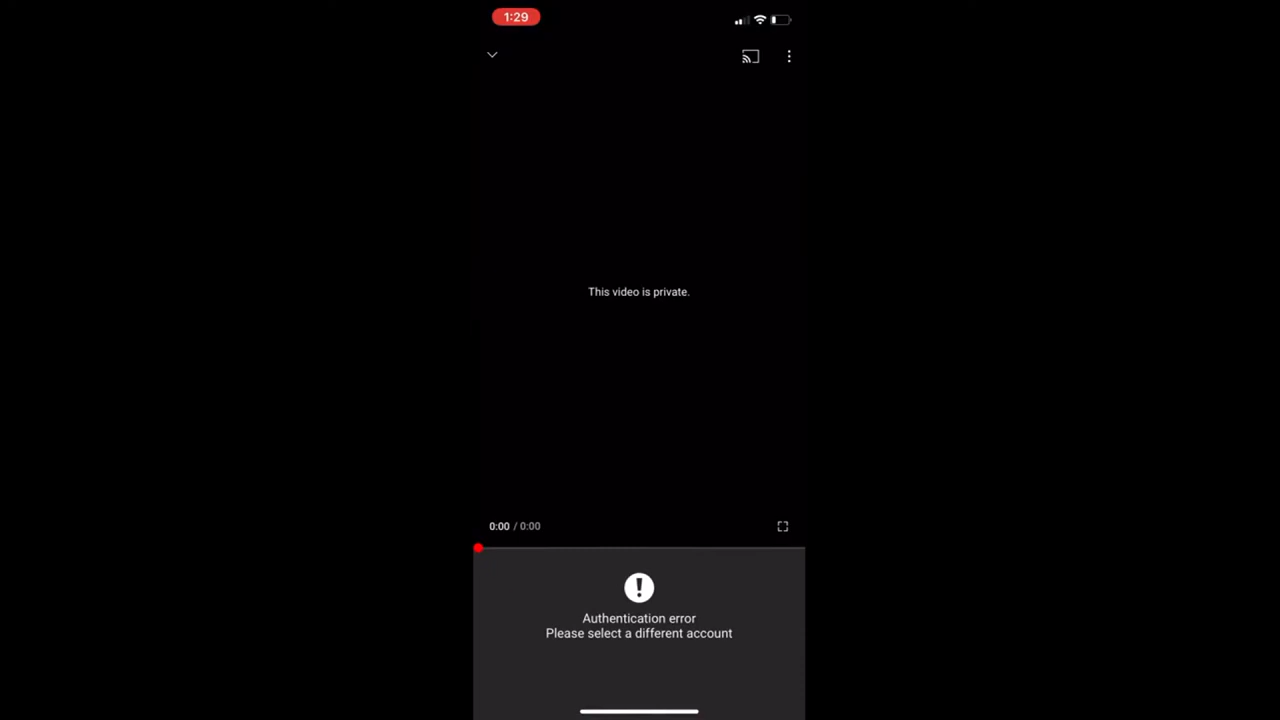 1:29
This video is private.
0:00 / 0:00
Authentication error
Please select a different account